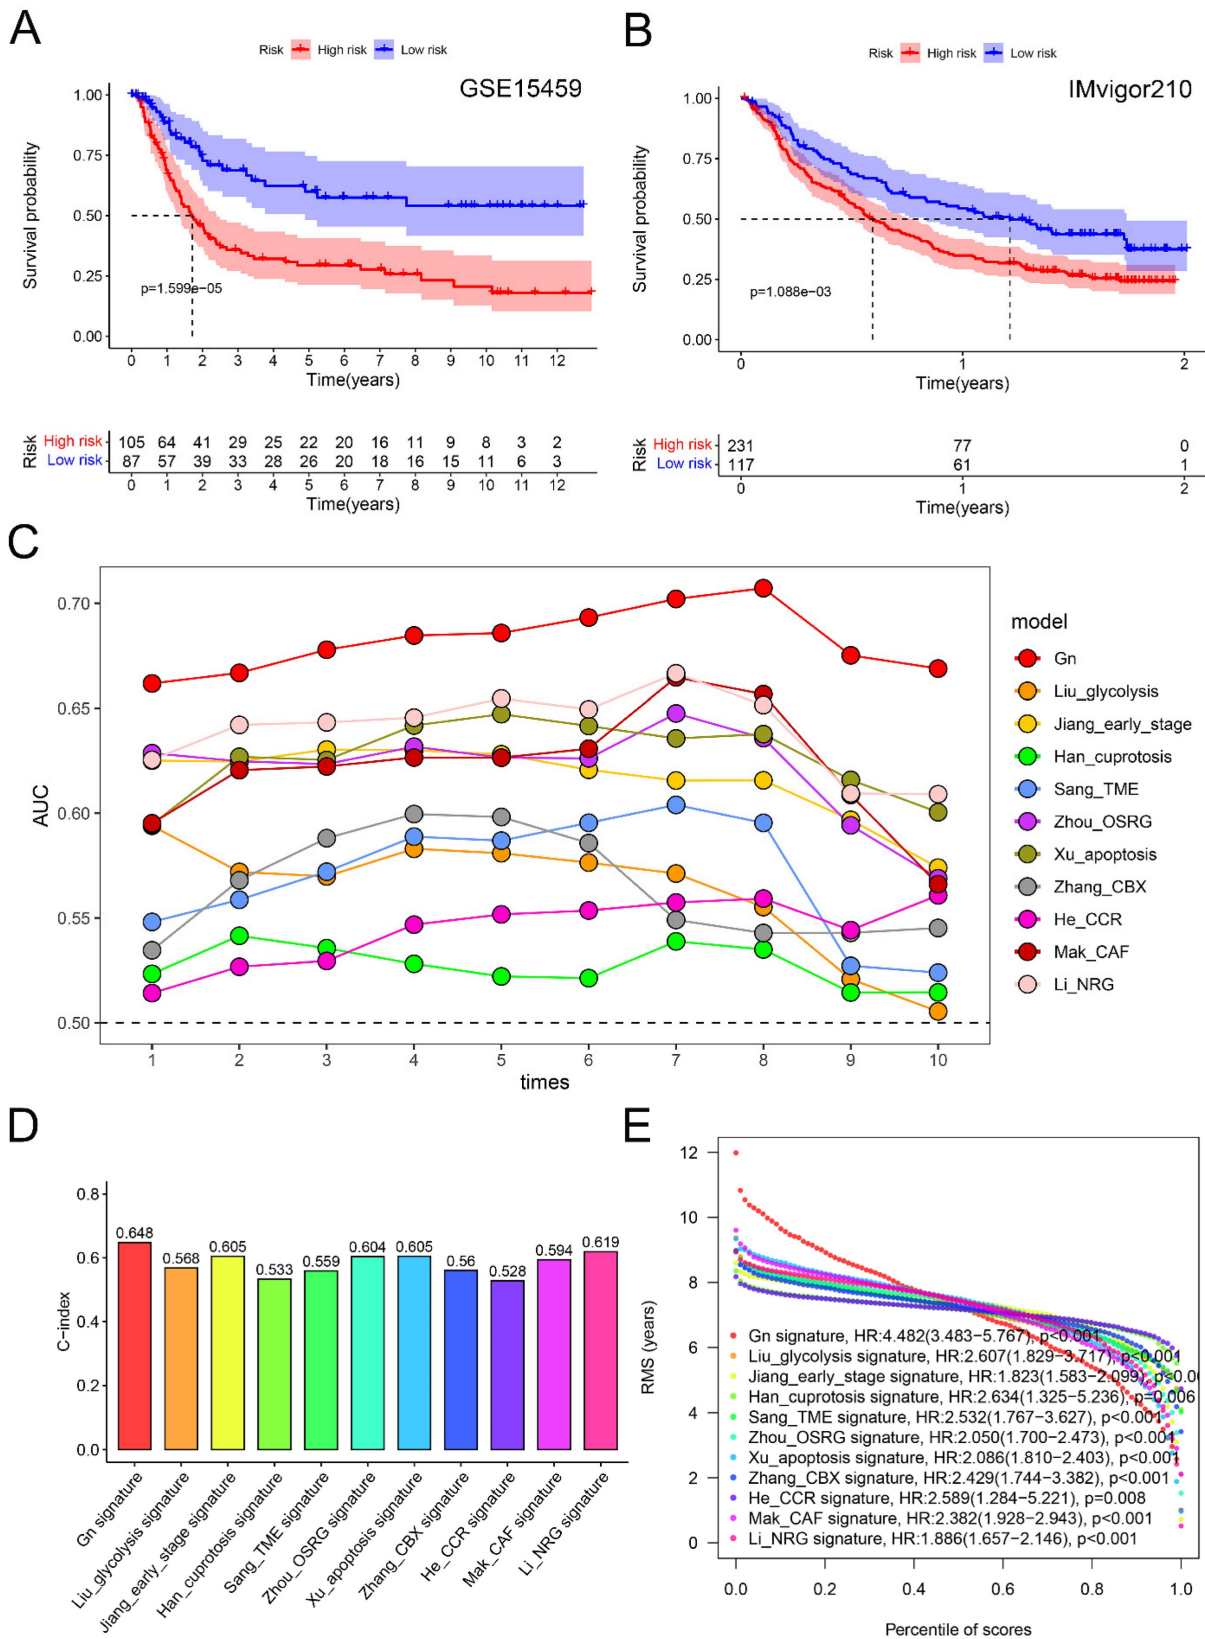 A
Risk High risk Low risk
GSE15459
Survival probability
1.00
0.75
0.50
0.25
0.00
p=1.599e−05
0 1 2 3 4 5 6 7 8 9 10 11 12
Time(years)
Risk
High risk 105 64 41 29 25 22 20 16 11 9 8 3 2
Low risk 87 57 39 33 28 26 20 18 16 15 11 6 3
0 1 2 3 4 5 6 7 8 9 10 11 12
Time(years)
B
Risk High risk Low risk
IMvigor210
Survival probability
1.00
0.75
0.50
0.25
0.00
p=1.088e−03
0 1 2
Time(years)
Risk
High risk 231 77 0
Low risk 117 61 1
0 1 2
Time(years)
C
AUC
0.70
0.65
0.60
0.55
0.50
1 2 3 4 5 6 7 8 9 10
times
model
Gn
Liu_glycolysis
Jiang_early_stage
Han_cuprotosis
Sang_TME
Zhou_OSRG
Xu_apoptosis
Zhang_CBX
He_CCR
Mak_CAF
Li_NRG
D
C−index
0.8
0.6
0.4
0.2
0.0
0.648 0.568 0.605 0.533 0.559 0.604 0.605 0.56 0.528 0.594 0.619
Gn signature
Liu_glycolysis signature
Jiang_early_stage signature
Han_cuprotosis signature
Sang_TME signature
Zhou_OSRG signature
Xu_apoptosis signature
Zhang_CBX signature
He_CCR signature
Mak_CAF signature
Li_NRG signature
E
RMS (years)
12
10
8
6
4
2
0
Gn signature, HR:4.482(3.483−5.767), p<0.001
Liu_glycolysis signature, HR:2.607(1.829−3.717), p<0.001
Jiang_early_stage signature, HR:1.823(1.583−2.099), p<0.0
Han_cuprotosis signature, HR:2.634(1.325−5.236), p=0.006
Sang_TME signature, HR:2.532(1.767−3.627), p<0.001
Zhou_OSRG signature, HR:2.050(1.700−2.473), p<0.001
Xu_apoptosis signature, HR:2.086(1.810−2.403), p<0.001
Zhang_CBX signature, HR:2.429(1.744−3.382), p<0.001
He_CCR signature, HR:2.589(1.284−5.221), p=0.008
Mak_CAF signature, HR:2.382(1.928−2.943), p<0.001
Li_NRG signature, HR:1.886(1.657−2.146), p<0.001
0.0 0.2 0.4 0.6 0.8 1.0
Percentile of scores